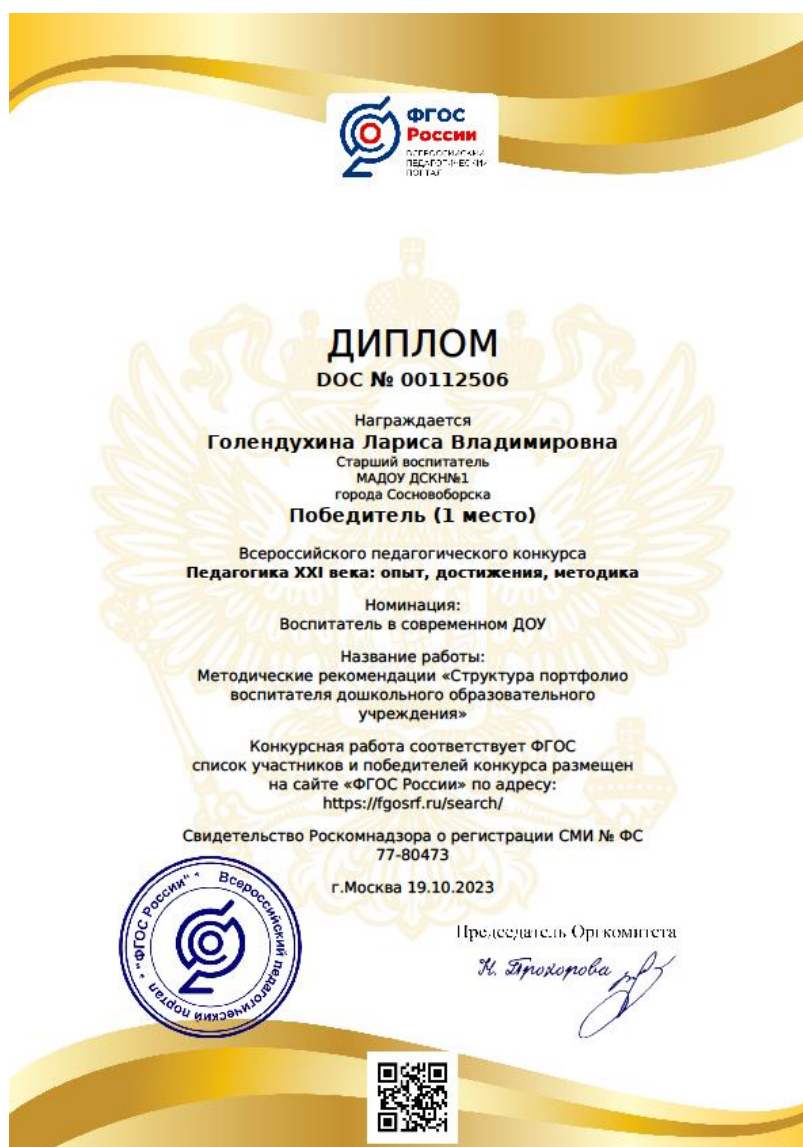 ФГОС
России
ВСЕРОССИЙСКИЙ
ПЕДАГОГИЧЕСКИЙ
ПОРТАЛ
ДИПЛОМ
DOC № 00112506
Награждается
Голендухина Лариса Владимировна
Старший воспитатель
МАДОУ ДСКН№1
города Сосновоборска
Победитель (1 место)
Всероссийского педагогического конкурса
Педагогика XXI века: опыт, достижения, методика
Номинация:
Воспитатель в современном ДОУ
Название работы:
Методические рекомендации «Структура портфолио
воспитателя дошкольного образовательного
учреждения»
Конкурсная работа соответствует ФГОС
список участников и победителей конкурса размещен
на сайте «ФГОС России» по адресу:
https://fgosrf.ru/search/
Свидетельство Роскомнадзора о регистрации СМИ № ФС
77-80473
г.Москва 19.10.2023
Всероссийский педагогический портал * "ФГОС России" *
Председатель Оргкомитета
Н. Прохорова